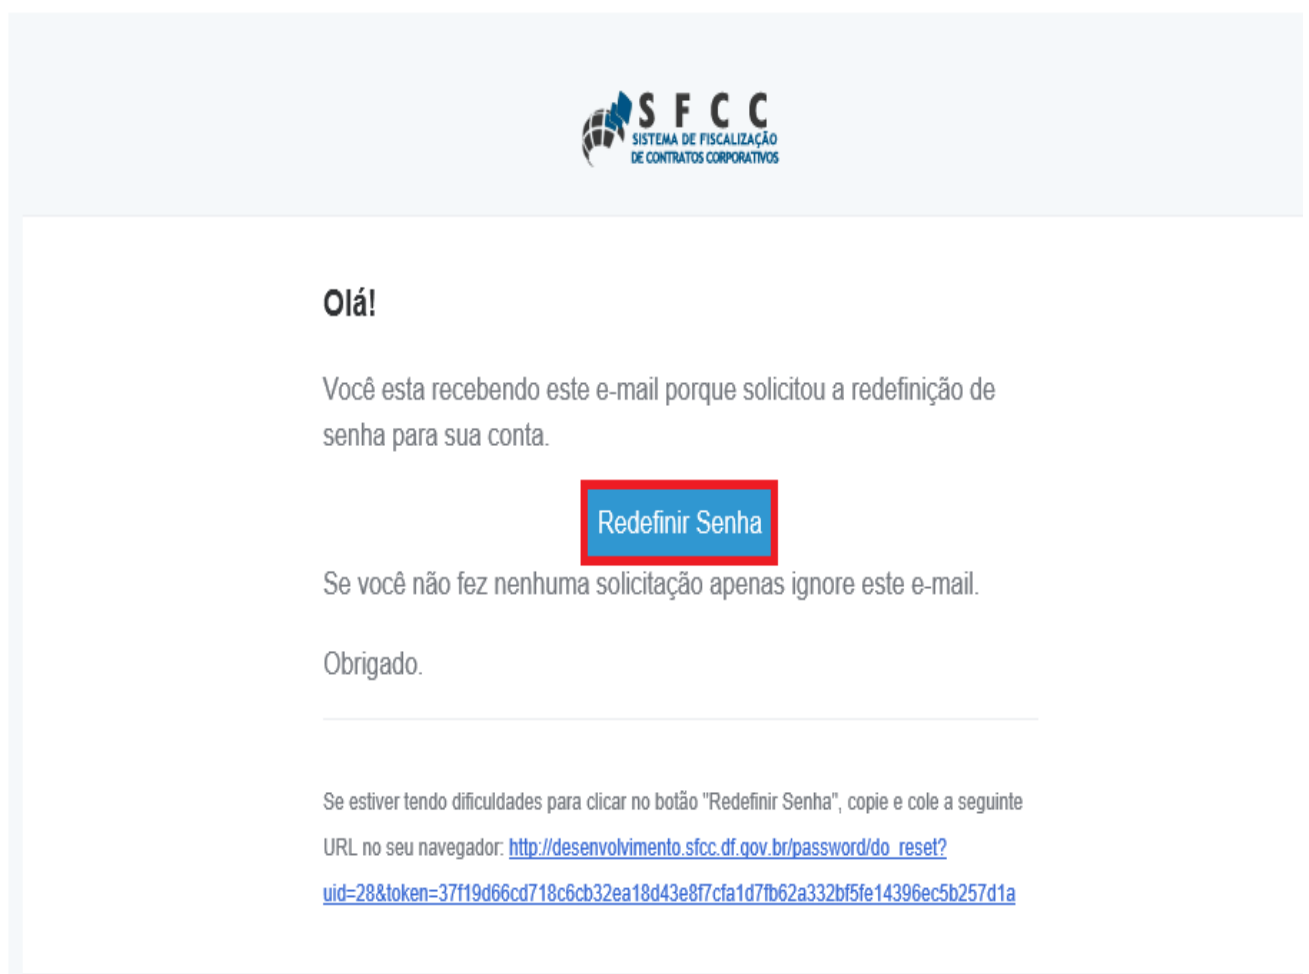 S F C C
SISTEMA DE FISCALIZAÇÃO
DE CONTRATOS CORPORATIVOS
Olá!
Você esta recebendo este e-mail porque solicitou a redefinição de
senha para sua conta.
Redefinir Senha
Se você não fez nenhuma solicitação apenas ignore este e-mail.
Obrigado.
Se estiver tendo dificuldades para clicar no botão "Redefinir Senha", copie e cole a seguinte
URL no seu navegador: http://desenvolvimento.sfcc.df.gov.br/password/do_reset?
uid=28&token=37f19d66cd718c6cb32ea18d43e8f7cfa1d7fb62a332bf5fe14396ec5b257d1a